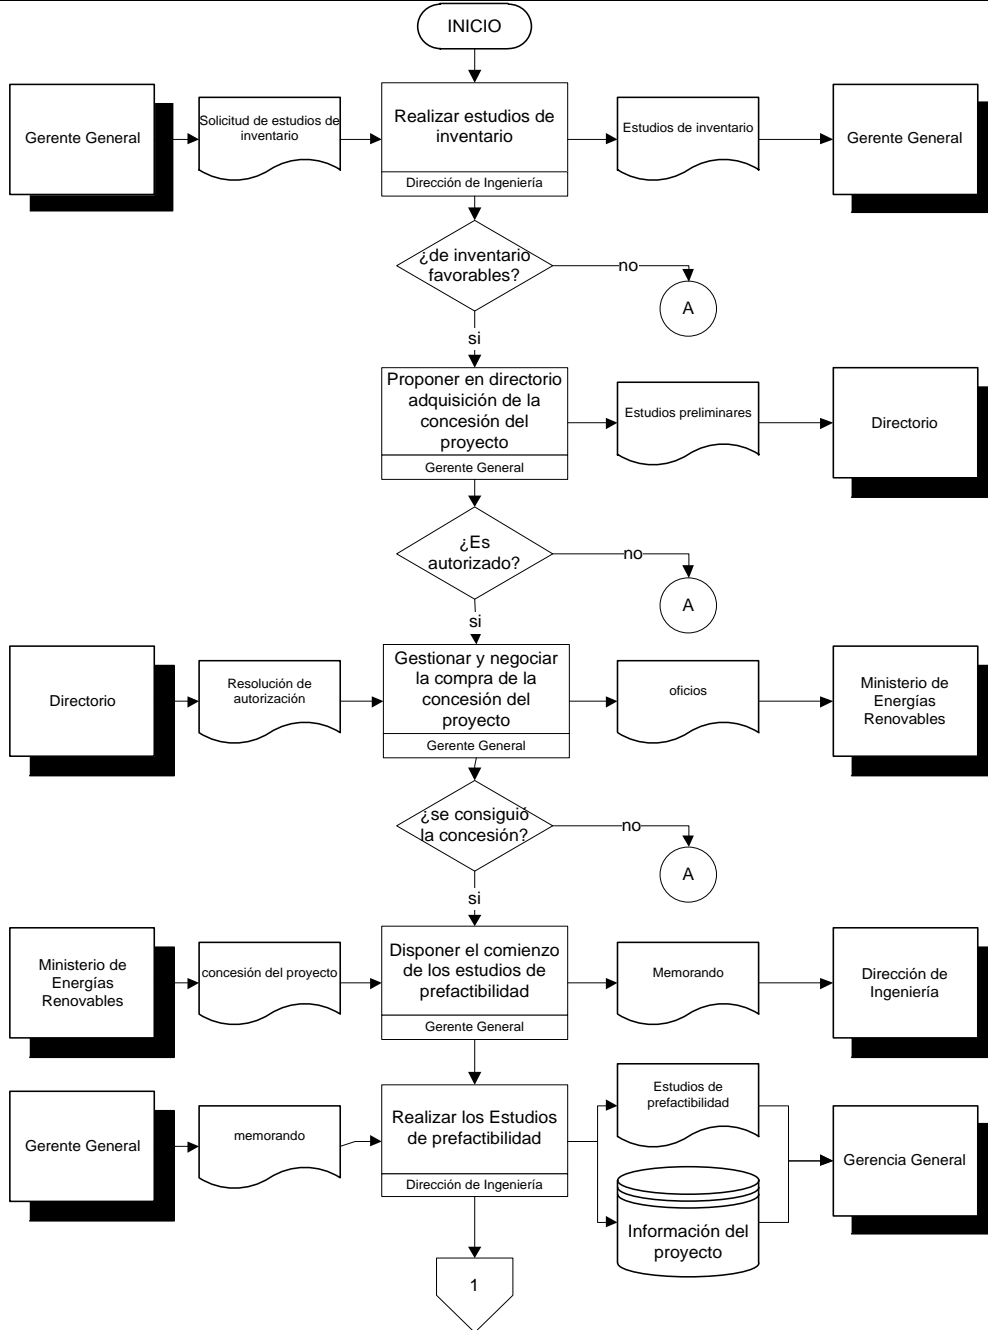 INICIO
Gerente General
Solicitud de estudios de
inventario
Realizar estudios de
inventario
Dirección de Ingeniería
Estudios de inventario
Gerente General
¿de inventario
favorables?
no
A
si
Proponer en directorio
adquisición de la
concesión del
proyecto
Gerente General
Estudios preliminares
Directorio
¿Es
autorizado?
no
A
si
Directorio
Resolución de
autorización
Gestionar y negociar
la compra de la
concesión del
proyecto
Gerente General
oficios
Ministerio de
Energías
Renovables
¿se consiguió
la concesión?
no
A
si
Ministerio de
Energías
Renovables
concesión del proyecto
Disponer el comienzo
de los estudios de
prefactibilidad
Gerente General
Memorando
Dirección de
Ingeniería
Gerente General
memorando
Realizar los Estudios
de prefactibilidad
Dirección de Ingeniería
Estudios de
prefactibilidad
Información del
proyecto
Gerencia General
1